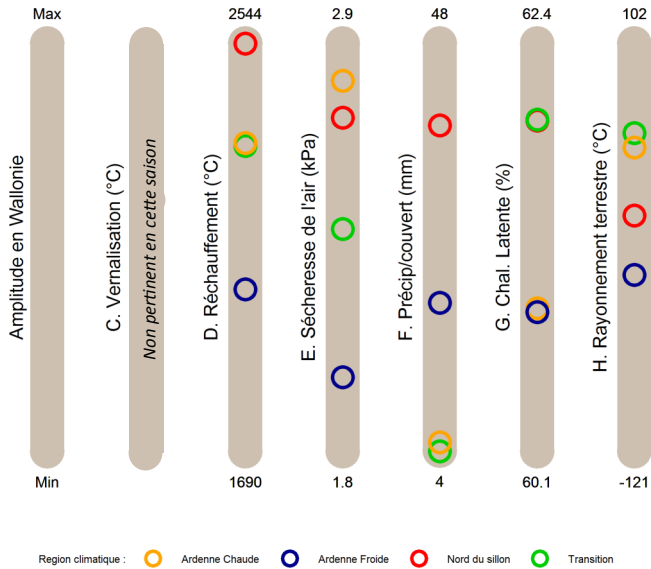 Max
2544
2.9
48
62.4
102
Amplitude en Wallonie
C. Vernalisation (°C)
Non pertinent en cette saison
D. Réchauffement (°C)
E. Sécheresse de l'air (kPa)
F. Précip/couvert (mm)
G. Chal. Latente (%)
H. Rayonnement terrestre (°C)
Min
1690
1.8
4
60.1
-121
Region climatique :
Ardenne Chaude
Ardenne Froide
Nord du sillon
Transition